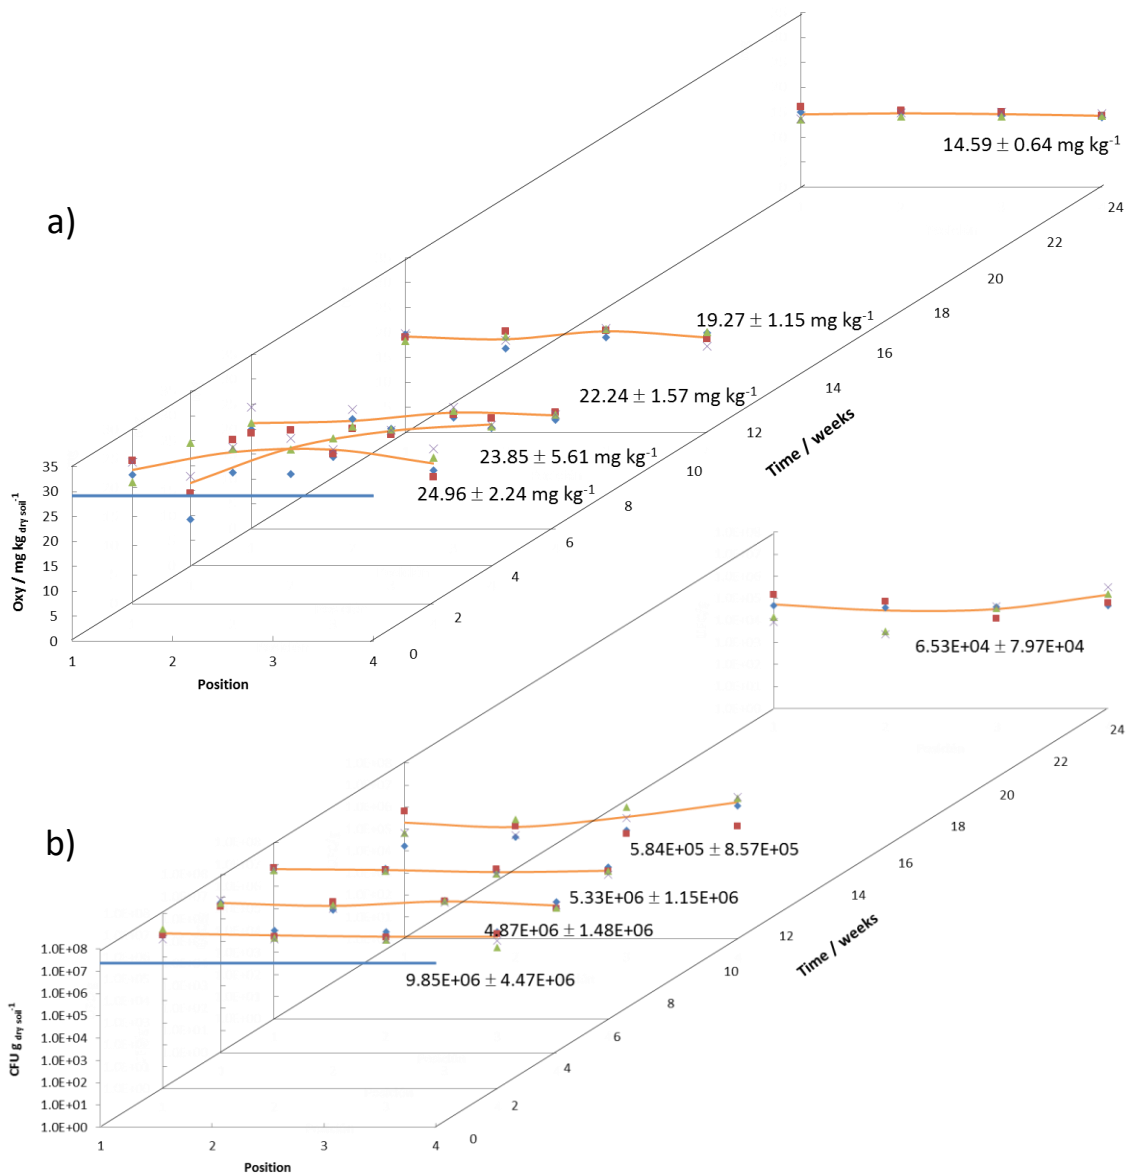 a)
14.59 ± 0.64 mg kg-1
19.27 ± 1.15 mg kg-1
22.24 ± 1.57 mg kg-1
23.85 ± 5.61 mg kg-1
24.96 ± 2.24 mg kg-1
Oxy / mg kg dry soil-1
35
30
25
20
15
10
5
0
1 2 3 4
Position
0
2
4
6
8
10
12
14
16
18
20
22
24
Time / weeks
b)
6.53E+04 ± 7.97E+04
5.84E+05 ± 8.57E+05
5.33E+06 ± 1.15E+06
4.87E+06 ± 1.48E+06
9.85E+06 ± 4.47E+06
CFU g dry soil-1
1.0E+08
1.0E+07
1.0E+06
1.0E+05
1.0E+04
1.0E+03
1.0E+02
1.0E+01
1.0E+00
1 2 3 4
Position
0
2
4
6
8
10
12
14
16
18
20
22
24
Time / weeks